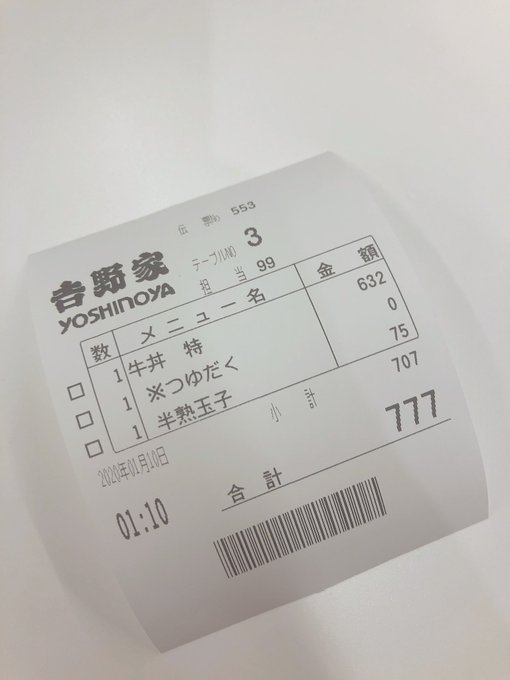 伝票No 553
吉野家
YOSHINOYA
テーブルNO 3
担当 99
数 メニュー名 金額
1 牛丼 特 632
1 ※つゆだく 0
1 半熟玉子 75
小計 707
2020年01月10日
01:10
合計 777